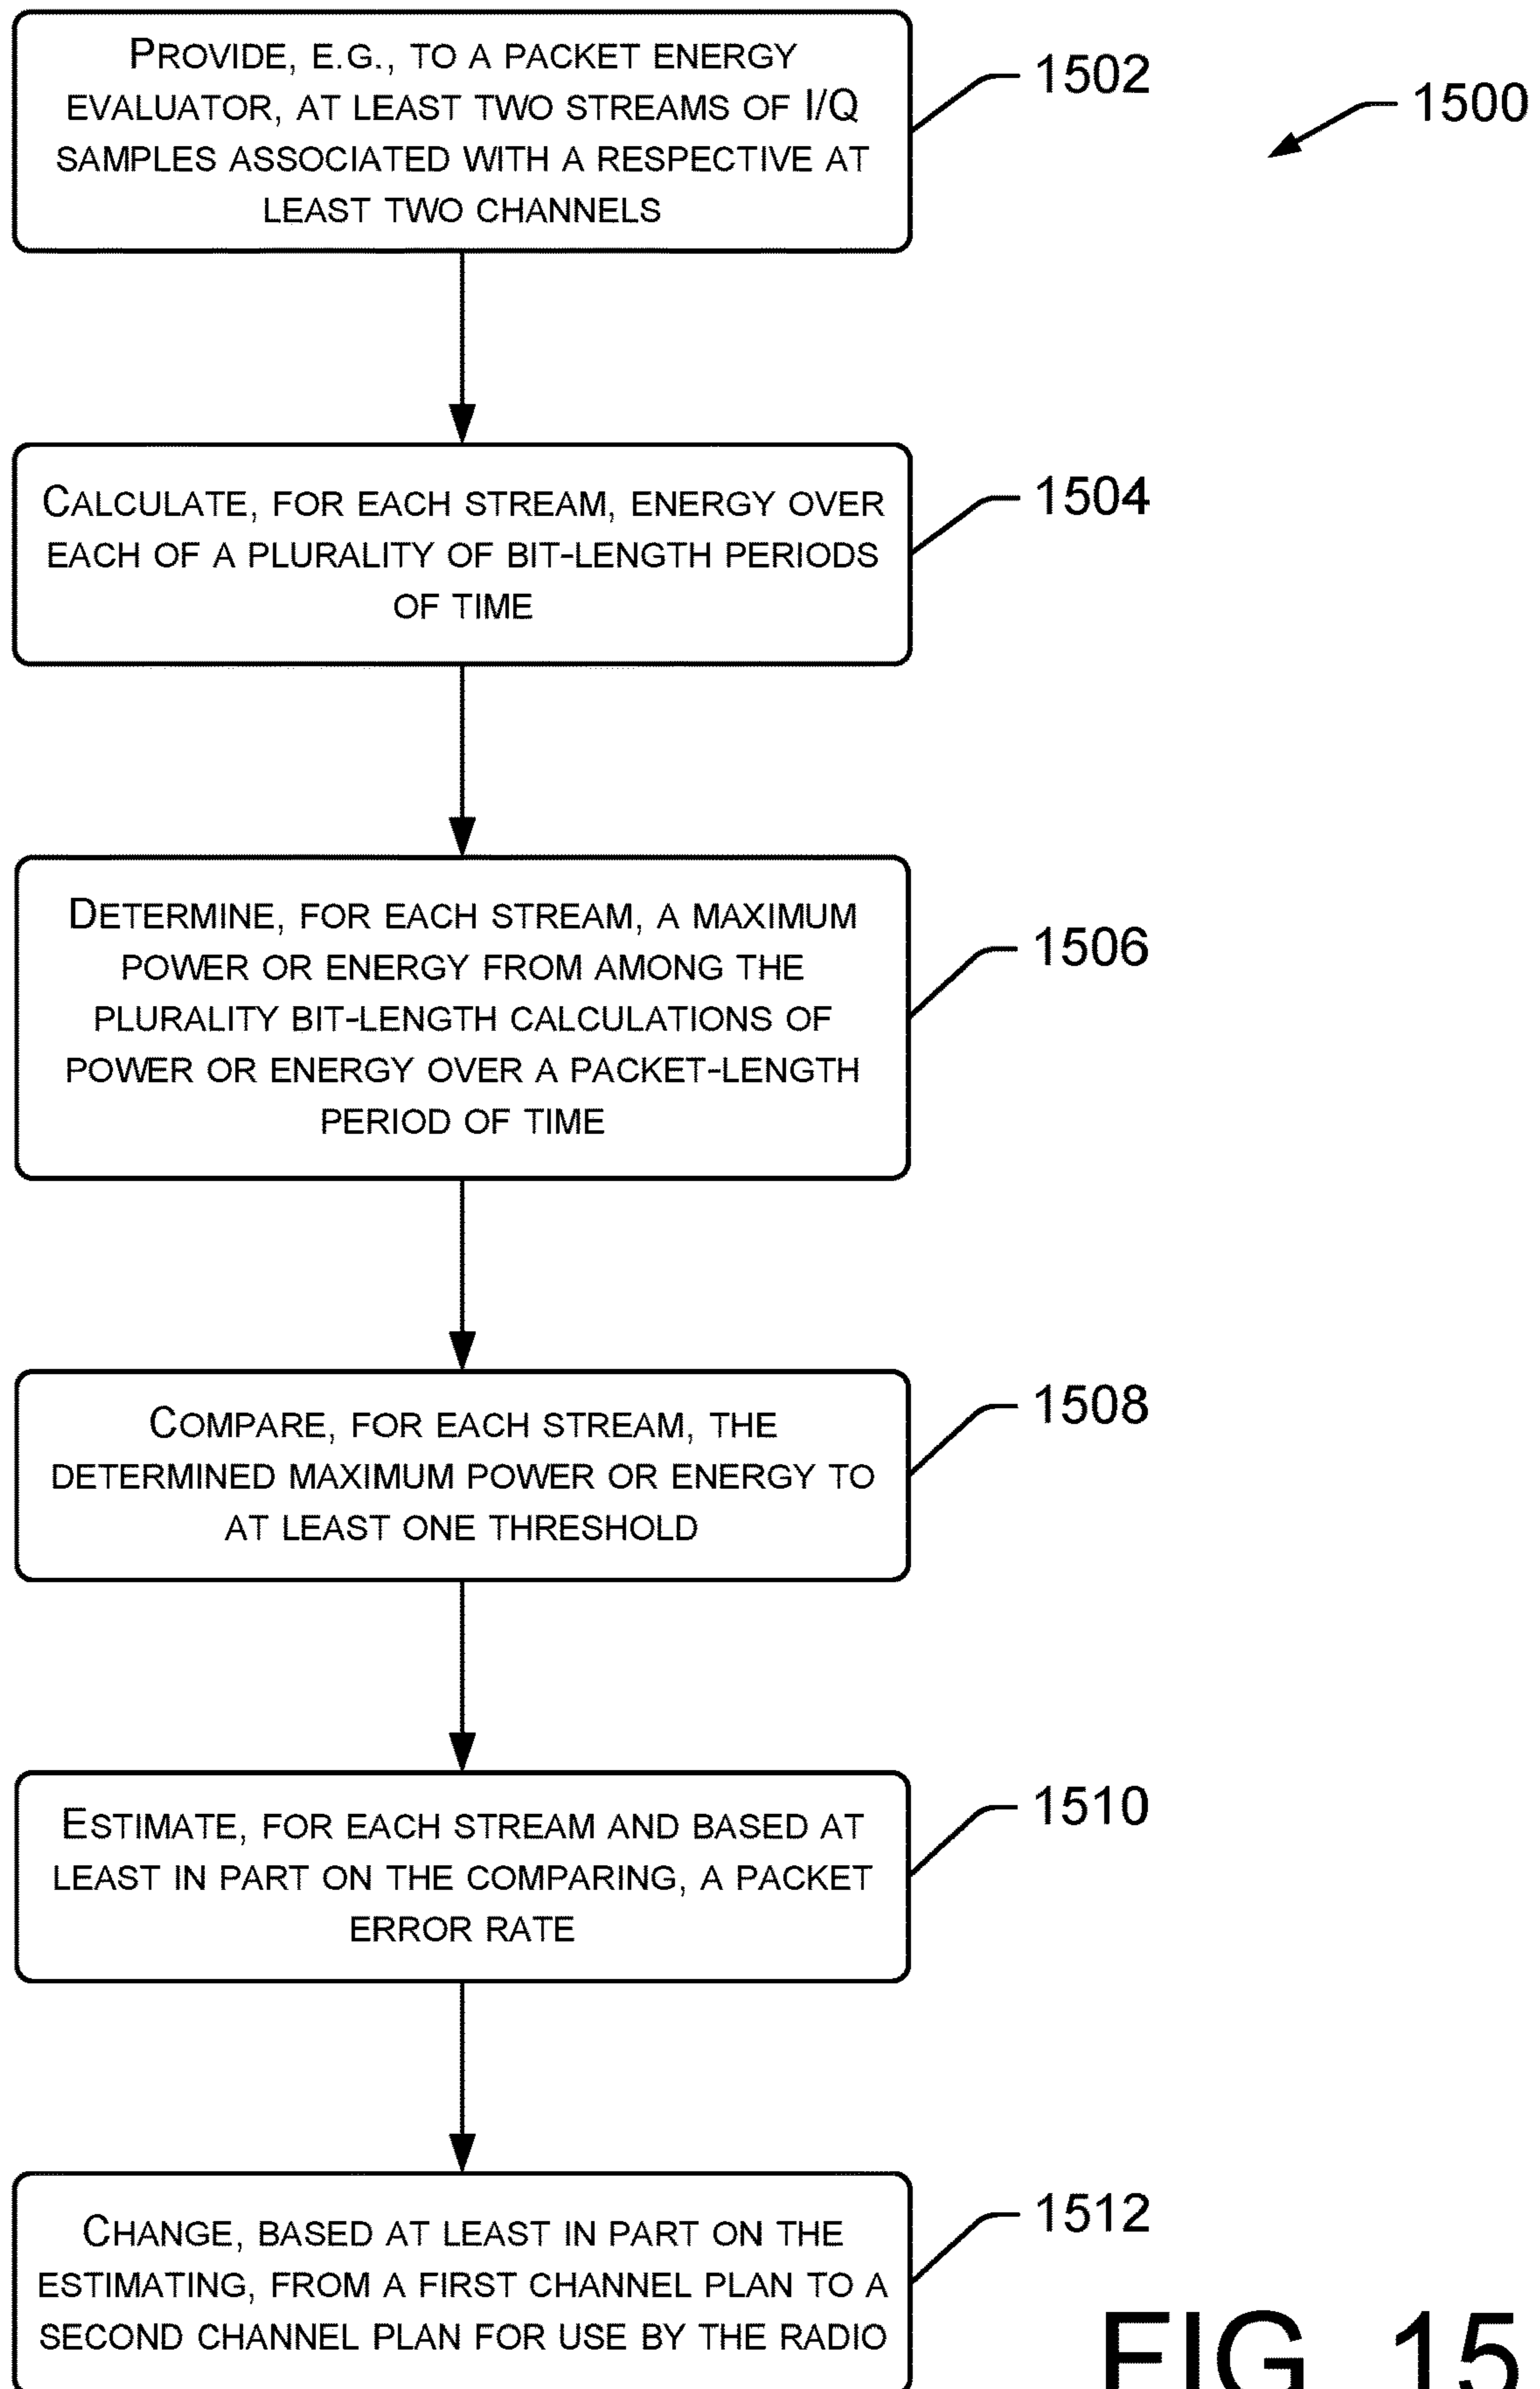 PROVIDE, E.G., TO A PACKET ENERGY
EVALUATOR, AT LEAST TWO STREAMS OF I/Q
SAMPLES ASSOCIATED WITH A RESPECTIVE AT
LEAST TWO CHANNELS
1502
1500
CALCULATE, FOR EACH STREAM, ENERGY OVER
EACH OF A PLURALITY OF BIT-LENGTH PERIODS
OF TIME
1504
DETERMINE, FOR EACH STREAM, A MAXIMUM
POWER OR ENERGY FROM AMONG THE
PLURALITY BIT-LENGTH CALCULATIONS OF
POWER OR ENERGY OVER A PACKET-LENGTH
PERIOD OF TIME
1506
COMPARE, FOR EACH STREAM, THE
DETERMINED MAXIMUM POWER OR ENERGY TO
AT LEAST ONE THRESHOLD
1508
ESTIMATE, FOR EACH STREAM AND BASED AT
LEAST IN PART ON THE COMPARING, A PACKET
ERROR RATE
1510
CHANGE, BASED AT LEAST IN PART ON THE
ESTIMATING, FROM A FIRST CHANNEL PLAN TO A
SECOND CHANNEL PLAN FOR USE BY THE RADIO
1512
FIG. 15